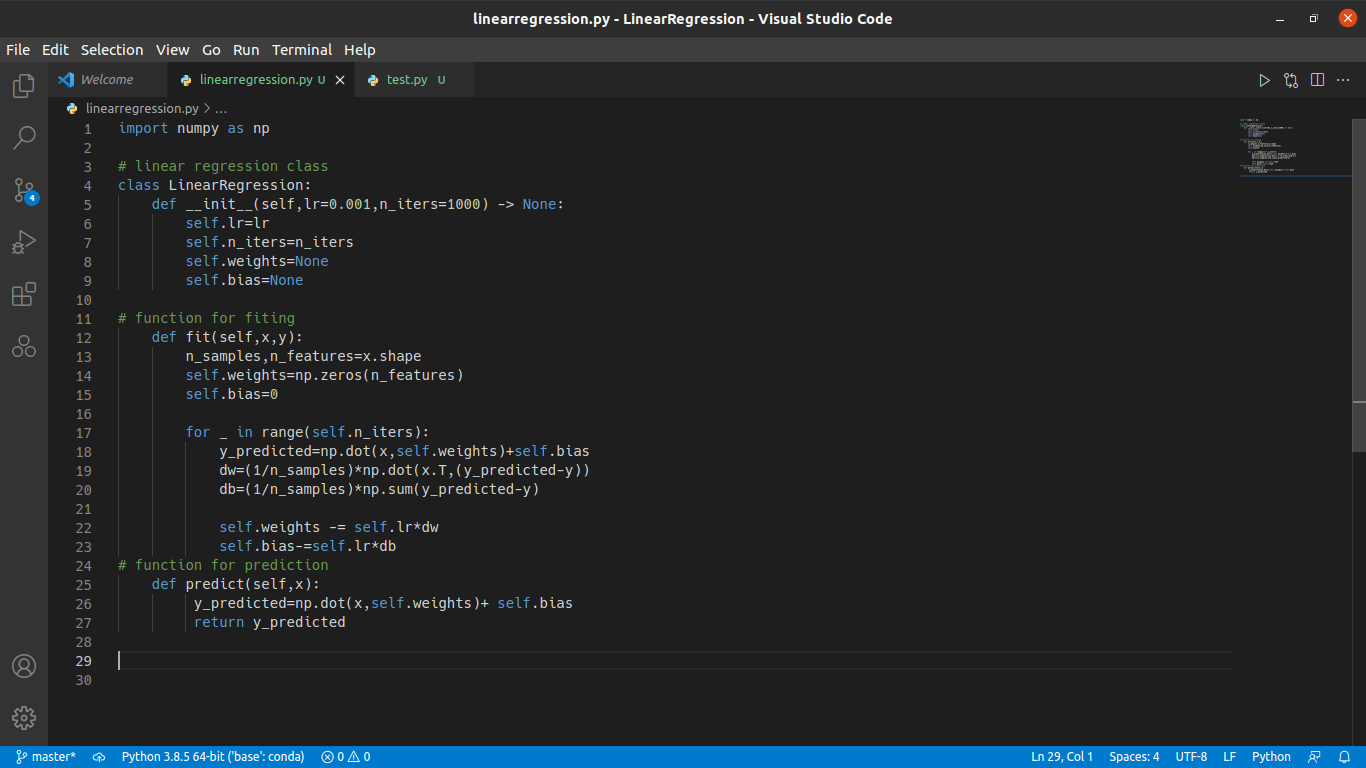 linearregression.py - LinearRegression - Visual Studio Code
File Edit Selection View Go Run Terminal Help
Welcome linearregression.py U test.py U
linearregression.py > ...
1 import numpy as np
2
3 # linear regression class
4 class LinearRegression:
5     def __init__(self,lr=0.001,n_iters=1000) -> None:
6         self.lr=lr
7         self.n_iters=n_iters
8         self.weights=None
9         self.bias=None
10
11 # function for fiting
12     def fit(self,x,y):
13         n_samples,n_features=x.shape
14         self.weights=np.zeros(n_features)
15         self.bias=0
16
17         for _ in range(self.n_iters):
18             y_predicted=np.dot(x,self.weights)+self.bias
19             dw=(1/n_samples)*np.dot(x.T,(y_predicted-y))
20             db=(1/n_samples)*np.sum(y_predicted-y)
21
22             self.weights -= self.lr*dw
23             self.bias-=self.lr*db
24 # function for prediction
25     def predict(self,x):
26          y_predicted=np.dot(x,self.weights)+ self.bias
27          return y_predicted
28
29
30
4
master* Python 3.8.5 64-bit ('base': conda) 0 0 Ln 29, Col 1 Spaces: 4 UTF-8 LF Python